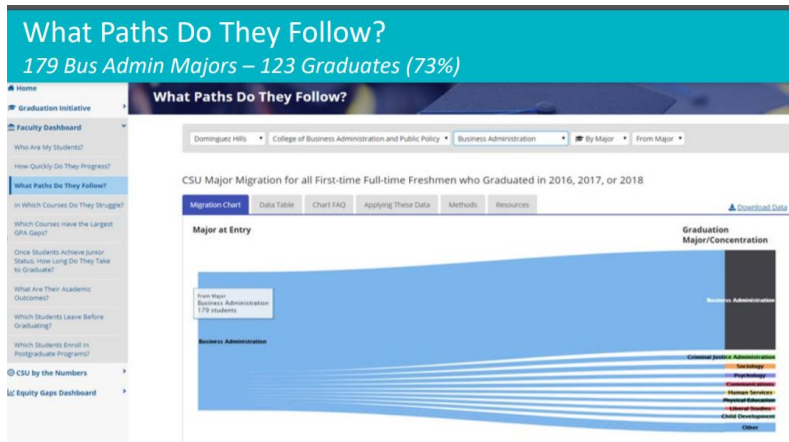 What Paths Do They Follow?
179 Bus Admin Majors – 123 Graduates (73%)
Home
Graduation Initiative
Faculty Dashboard
Who Are My Students?
How Quickly Do They Progress?
What Paths Do They Follow?
In Which Courses Do They Struggle?
Which Courses Have the Largest
GPA Gaps?
Once Students Achieve Junior
Status, How Long Do They Take
to Graduate?
What Are Their Academic
Outcomes?
Which Students Leave Before
Graduating?
Which Students Enroll in
Postgraduate Programs?
CSU by the Numbers
Equity Gaps Dashboard
What Paths Do They Follow?
Dominguez Hills
College of Business Administration and Public Policy
Business Administration
By Major
From Major
CSU Major Migration for all First-time Full-time Freshmen who Graduated in 2016, 2017, or 2018
Migration Chart
Data Table
Chart FAQ
Applying These Data
Methods
Resources
Download Data
Major at Entry
Graduation
Major/Concentration
From Major
Business Administration
179 students
Business Administration
Business Administration
Criminal Justice Administration
Sociology
Psychology
Communications
Human Services
Physical Education
Liberal Studies
Child Development
Other